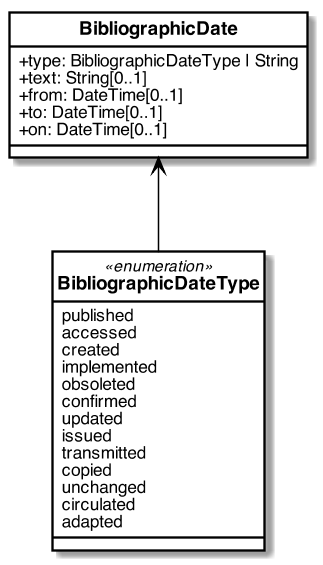 BibliographicDate
+type: BibliographicDateType | String
+text: String[0..1]
+from: DateTime[0..1]
+to: DateTime[0..1]
+on: DateTime[0..1]
«enumeration»
BibliographicDateType
published
accessed
created
implemented
obsoleted
confirmed
updated
issued
transmitted
copied
unchanged
circulated
adapted